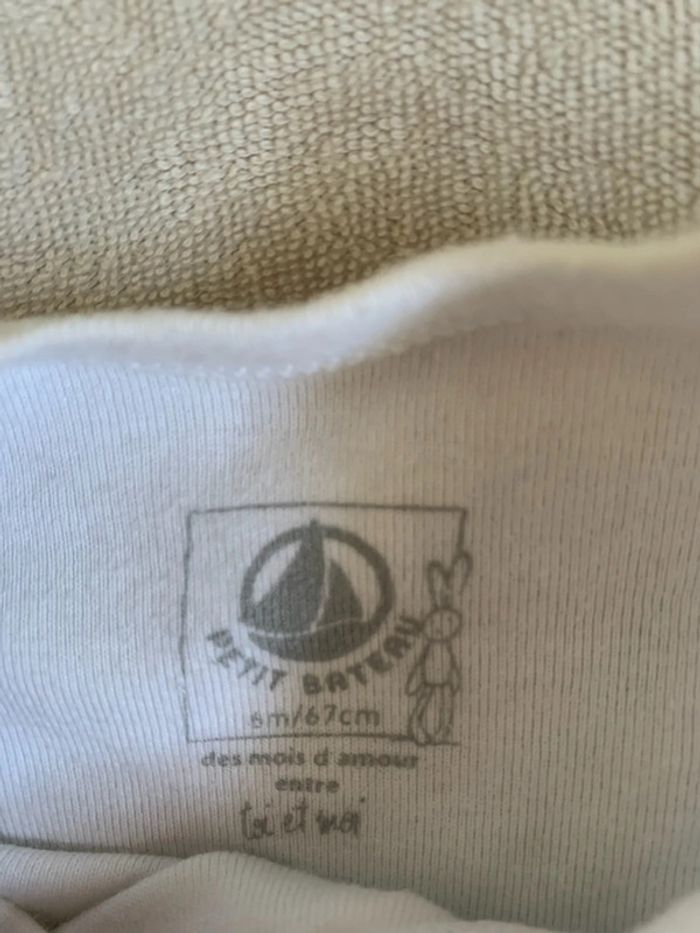 PETIT BATEAU
6m/67cm
des mois d'amour
entre
toi et moi